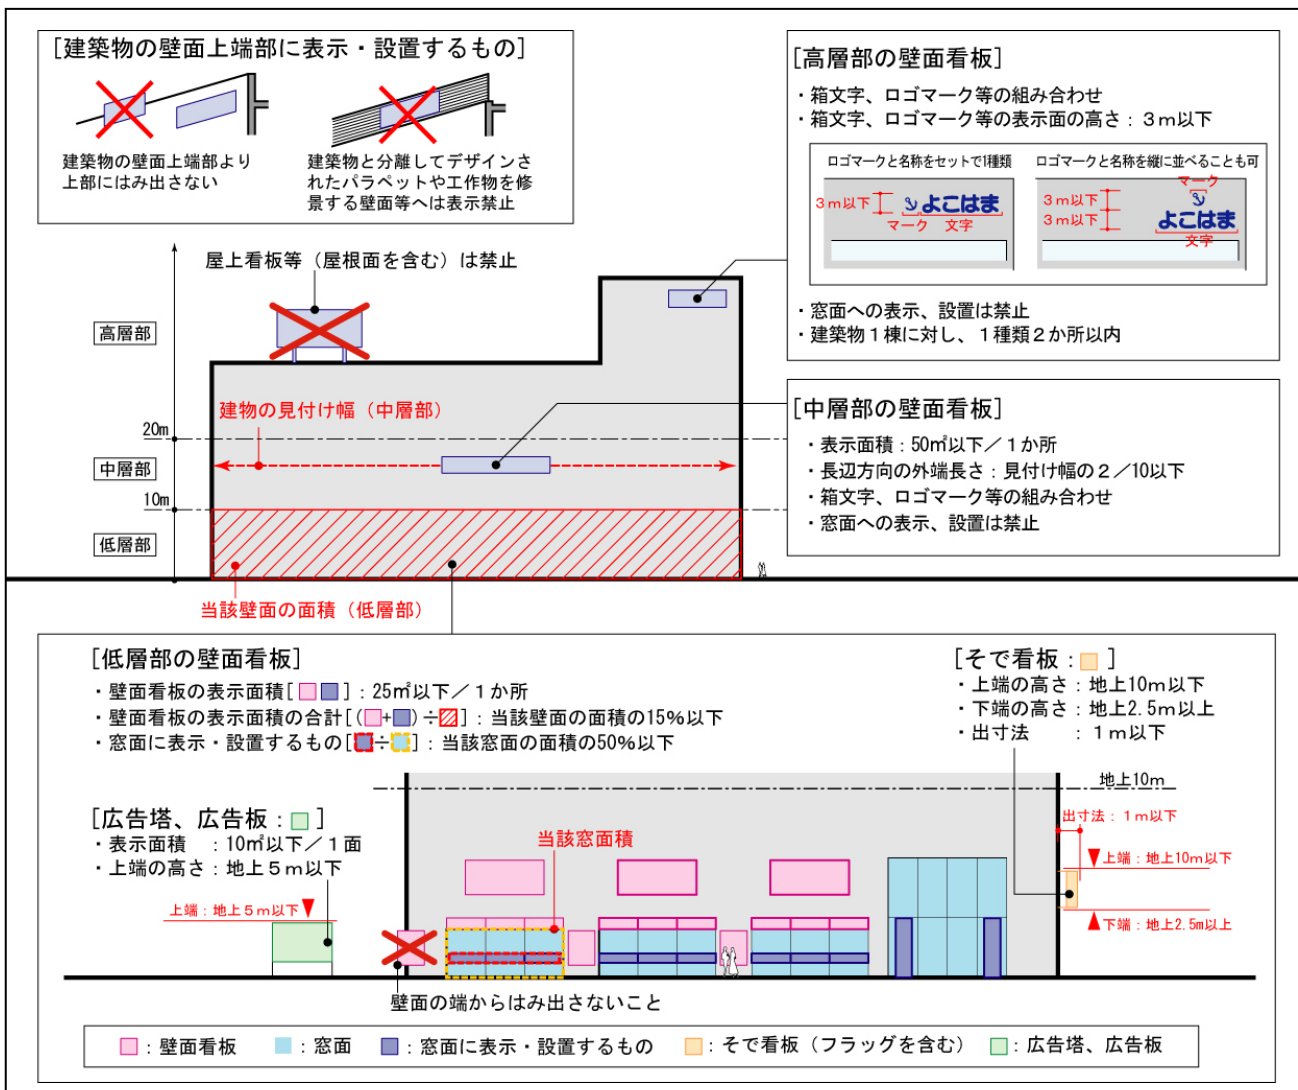 [建築物の壁面上端部に表示・設置するもの]
建築物の壁面上端部より
上部にはみ出さない
建築物と分離してデザインさ
れたパラペットや工作物を修
景する壁面等へは表示禁止
[高層部の壁面看板]
・箱文字、ロゴマーク等の組み合わせ
・箱文字、ロゴマーク等の表示面の高さ：３ｍ以下
ロゴマークと名称をセットで1種類
３ｍ以下
よこはま
マーク 文字
ロゴマークと名称を縦に並べることも可
マーク
３ｍ以下
３ｍ以下
よこはま
文字
・窓面への表示、設置は禁止
・建築物１棟に対し、１種類２か所以内
屋上看板等（屋根面を含む）は禁止
高層部
建物の見付け幅（中層部）
20m
中層部
10m
低層部
当該壁面の面積（低層部）
[中層部の壁面看板]
・表示面積：50㎡以下／１か所
・長辺方向の外端長さ：見付け幅の２／10以下
・箱文字、ロゴマーク等の組み合わせ
・窓面への表示、設置は禁止
[低層部の壁面看板]
・壁面看板の表示面積[ ]：25㎡以下／１か所
・壁面看板の表示面積の合計[( + )÷ ]：当該壁面の面積の15％以下
・窓面に表示・設置するもの[ ÷ ]：当該窓面の面積の50％以下
[そで看板： ]
・上端の高さ：地上10ｍ以下
・下端の高さ：地上2.5ｍ以上
・出寸法　　：１ｍ以下
[広告塔、広告板： ]
・表示面積　：10㎡以下／１面
・上端の高さ：地上５ｍ以下
上端：地上５ｍ以下
当該窓面積
地上10m
出寸法：１ｍ以下
上端：地上10ｍ以下
下端：地上2.5ｍ以上
壁面の端からはみ出さないこと
：壁面看板
：窓面
：窓面に表示・設置するもの
：そで看板（フラッグを含む）
：広告塔、広告板